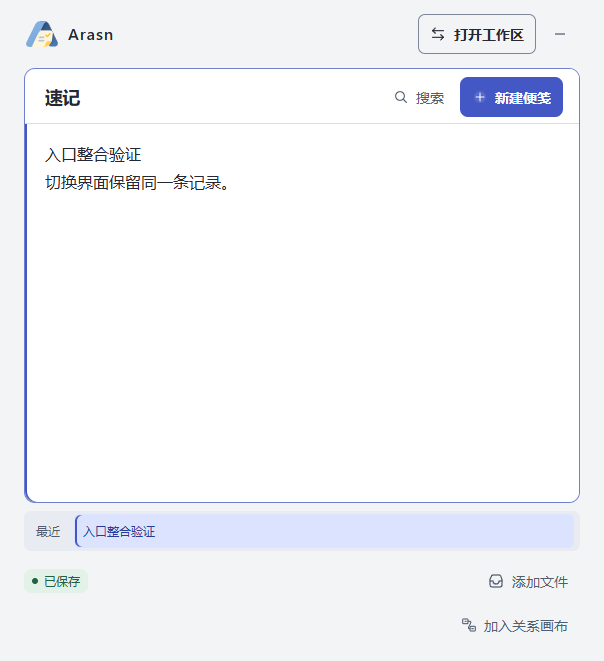 Arasn
打开工作区
速记
搜索
新建便笺
入口整合验证
切换界面保留同一条记录。
最近
入口整合验证
已保存
添加文件
加入关系画布